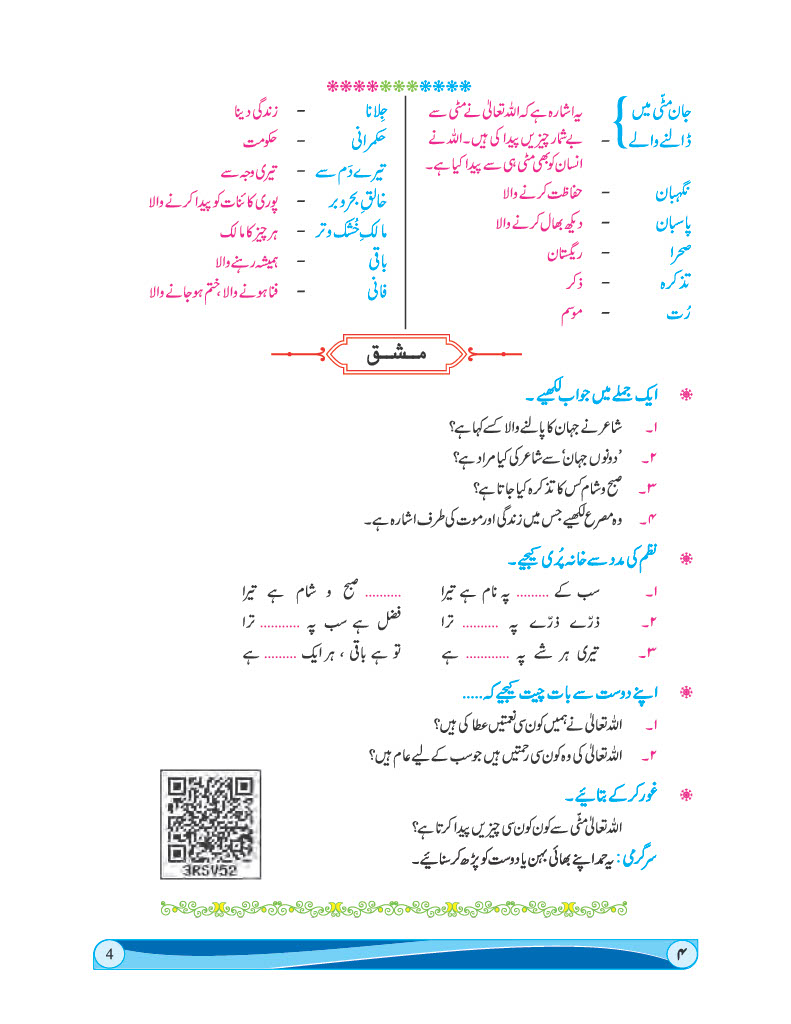 جان مٹّی میں
ڈالنے والے
-
یہ اشارہ ہے کہ اللہ تعالیٰ نے مٹی سے
بے شمار چیزیں پیدا کی ہیں۔ اللہ نے
انسان کو بھی مٹی ہی سے پیدا کیا ہے۔
نگہبان - حفاظت کرنے والا
پاسبان - دیکھ بھال کرنے والا
صحرا - ریگستان
تذکرہ - ذکر
رُت - موسم
جِلانا - زندگی دینا
حکمرانی - حکومت
تیرے دَم سے - تیری وجہ سے
خالقِ بحر و بر - پوری کائنات کو پیدا کرنے والا
مالکِ خُشک و تر - ہر چیز کا مالک
باقی - ہمیشہ رہنے والا
فانی - فنا ہونے والا، ختم ہو جانے والا
مشق
ایک جملے میں جواب لکھیے۔
۱۔ شاعر نے جہان کا پالنے والا کسے کہا ہے؟
۲۔ ’دونوں جہان‘ سے شاعر کی کیا مراد ہے؟
۳۔ صبح و شام کس کا تذکرہ کیا جاتا ہے؟
۴۔ وہ مصرع لکھیے جس میں زندگی اور موت کی طرف اشارہ ہے۔
نظم کی مدد سے خانہ پُری کیجیے۔
۱۔ سب کے ......... پہ نام ہے تیرا .......... صبح و شام ہے تیرا
۲۔ ذرّے ذرّے پہ .......... ترا فضل ہے سب پہ ........... ترا
۳۔ تیری ہر شے پہ ............ ہے تو ہے باقی ، ہر ایک ......... ہے
اپنے دوست سے بات چیت کیجیے کہ.....
۱۔ اللہ تعالیٰ نے ہمیں کون سی نعمتیں عطا کی ہیں؟
۲۔ اللہ تعالیٰ کی وہ کون سی رحمتیں ہیں جو سب کے لیے عام ہیں؟
غور کر کے بتائیے۔
اللہ تعالیٰ مٹّی سے کون کون سی چیزیں پیدا کرتا ہے؟
سرگرمی : یہ حمد اپنے بھائی بہن یا دوست کو پڑھ کر سنائیے۔
3RSV52
4
۴